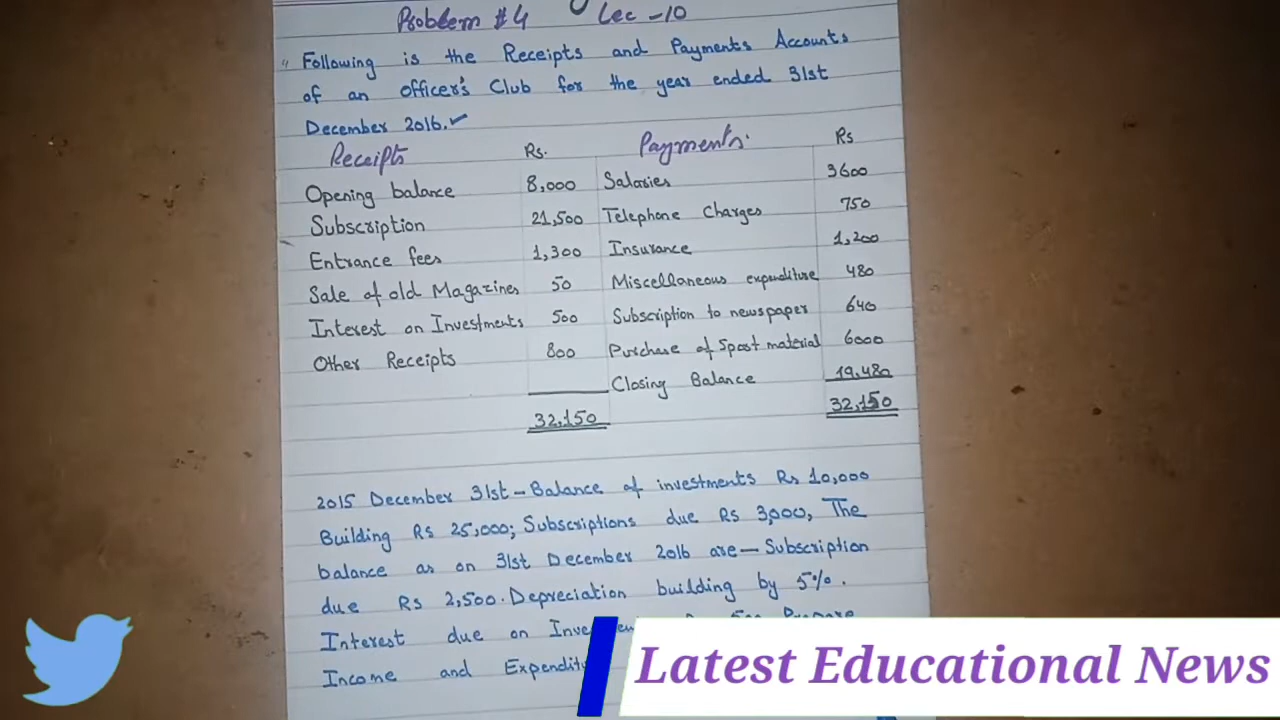 Problem #4 Lec -10
" Following is the Receipts and Payments Accounts
of an officer's Club for the year ended 31st
December 2016.
Receipts Rs. Payments. Rs
Opening balance 8,000 Salaries 3600
Subscription 21,500 Telephone Charges 750
Entrance fees 1,300 Insurance 1,200
Sale of old Magazines 50 Miscellaneous expenditure 480
Interest on Investments 500 Subscription to newspaper 640
Other Receipts 800 Purchase of Sport material 6000
Closing Balance 19,480
32,150 32,150
2015 December 31st - Balance of investments Rs 10,000
Building Rs 25,000; Subscriptions due Rs 3,000, The
balance as on 31st December 2016 are - Subscription
due Rs 2,500. Depreciation building by 5%.
Interest due on
Income and
Latest Educational News